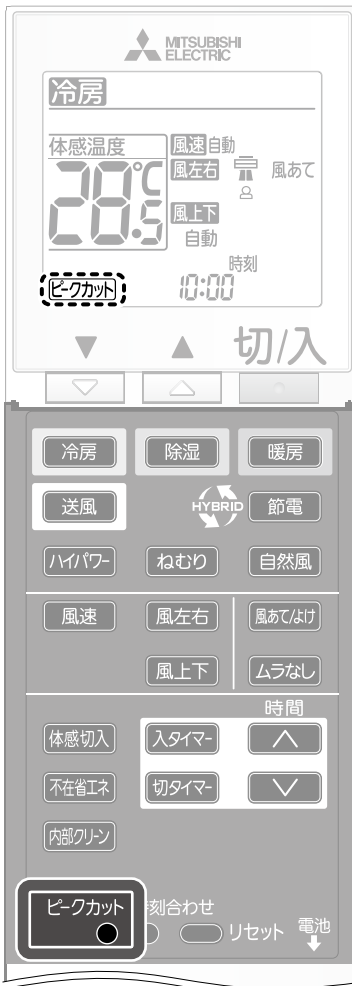 MITSUBISHI
ELECTRIC
冷房
体感温度
28.5℃
風速 自動
風左右 風あて
風上下
自動
時刻
ピークカット 10:00
▼ ▲ 切/入
冷房 除湿 暖房
送風 HYBRID 節電
ハイパワー ねむり 自然風
風速 風左右 風あて/よけ
風上下 ムラなし
時間
体感切入 入タイマー
不在省エネ 切タイマー
内部クリーン
ピークカット 刻合わせ リセット 電池